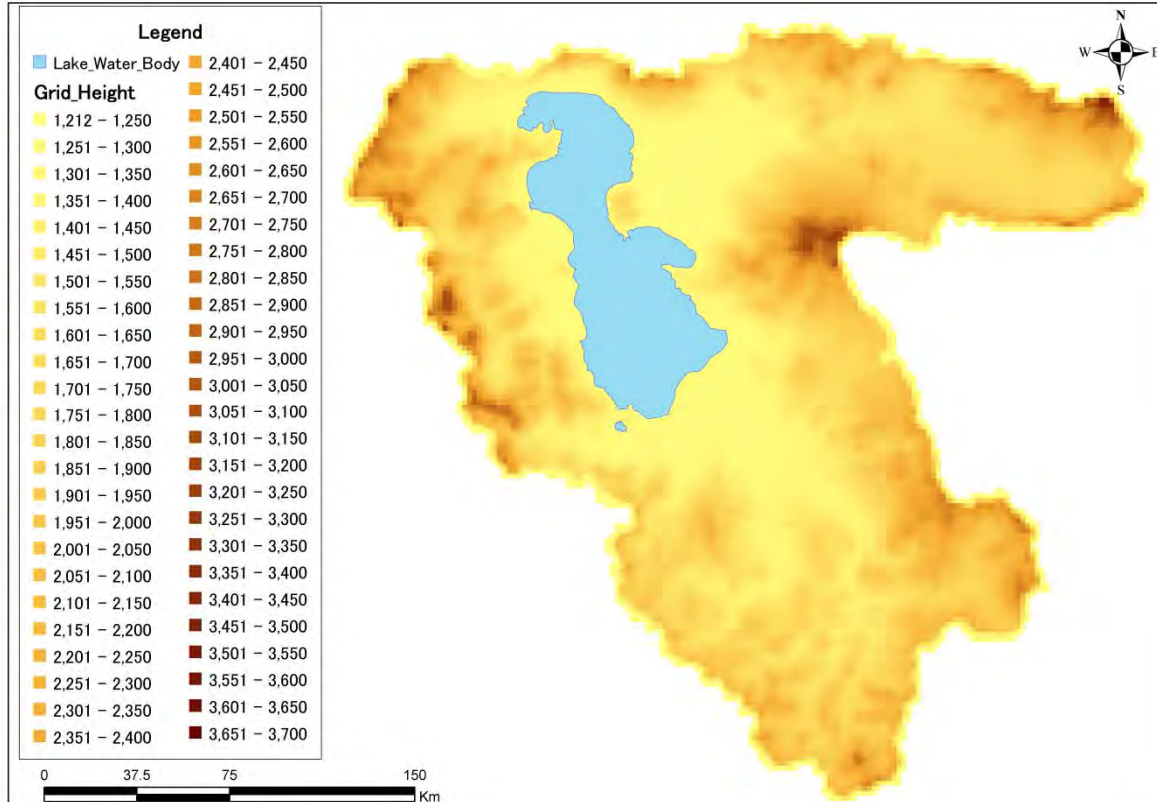 Legend
Lake_Water_Body
Grid_Height
1,212 – 1,250
1,251 – 1,300
1,301 – 1,350
1,351 – 1,400
1,401 – 1,450
1,451 – 1,500
1,501 – 1,550
1,551 – 1,600
1,601 – 1,650
1,651 – 1,700
1,701 – 1,750
1,751 – 1,800
1,801 – 1,850
1,851 – 1,900
1,901 – 1,950
1,951 – 2,000
2,001 – 2,050
2,051 – 2,100
2,101 – 2,150
2,151 – 2,200
2,201 – 2,250
2,251 – 2,300
2,301 – 2,350
2,351 – 2,400
2,401 – 2,450
2,451 – 2,500
2,501 – 2,550
2,551 – 2,600
2,601 – 2,650
2,651 – 2,700
2,701 – 2,750
2,751 – 2,800
2,801 – 2,850
2,851 – 2,900
2,901 – 2,950
2,951 – 3,000
3,001 – 3,050
3,051 – 3,100
3,101 – 3,150
3,151 – 3,200
3,201 – 3,250
3,251 – 3,300
3,301 – 3,350
3,351 – 3,400
3,401 – 3,450
3,451 – 3,500
3,501 – 3,550
3,551 – 3,600
3,601 – 3,650
3,651 – 3,700
N
W E
S
0 37.5 75 150
Km